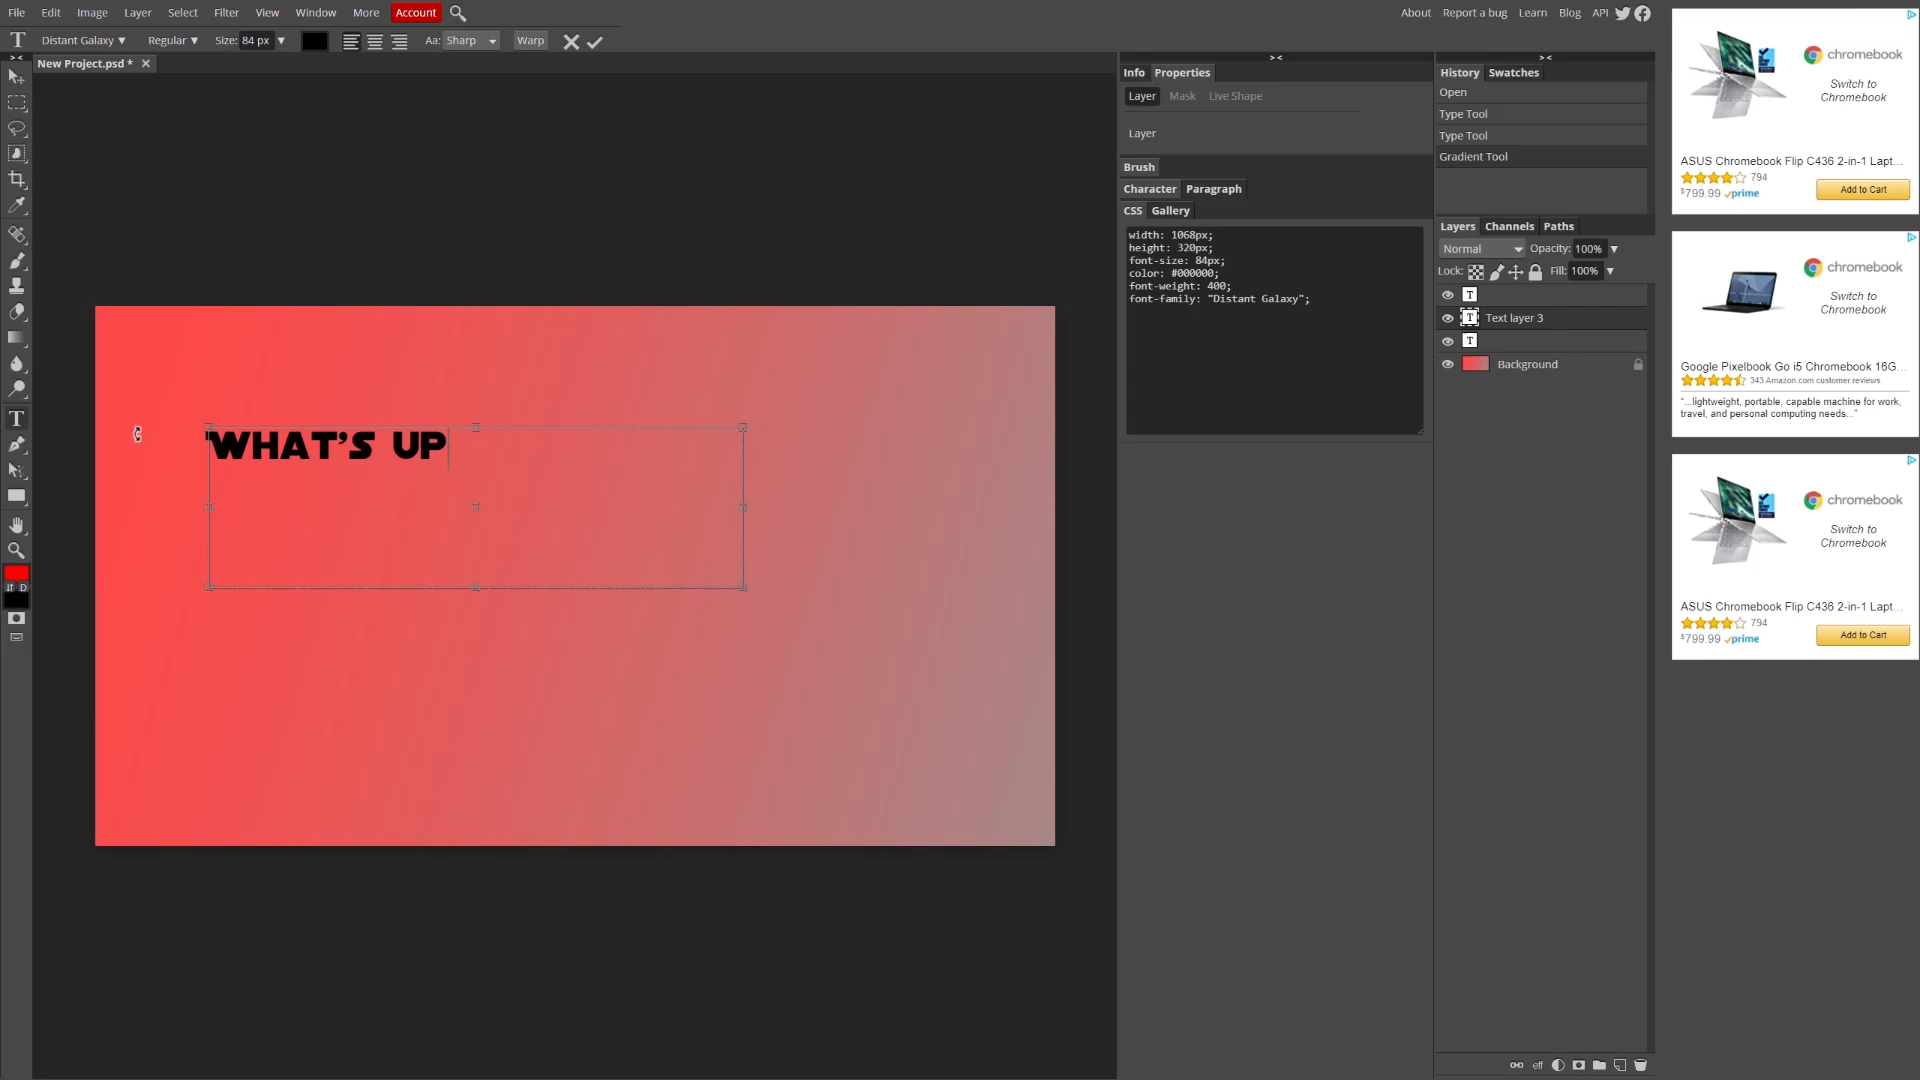 File Edit Image Layer Select Filter View Window More Account
About Report a bug Learn Blog API
Distant Galaxy Regular Size: 84 px Aa: Sharp Warp
New Project.psd *
WHAT'S UP
D
Info Properties
Layer Mask Live Shape
Layer
Brush
Character Paragraph
CSS Gallery
width: 1068px;
height: 320px;
font-size: 84px;
color: #000000;
font-weight: 400;
font-family: "Distant Galaxy";
History Swatches
Open
Type Tool
Type Tool
Gradient Tool
Layers Channels Paths
Normal Opacity: 100%
Lock: Fill: 100%
T
T Text layer 3
T
Background
eff
chromebook
Switch to
Chromebook
ASUS Chromebook Flip C436 2-in-1 Lapt...
794
$799.99 prime Add to Cart
chromebook
Switch to
Chromebook
Google Pixelbook Go i5 Chromebook 16G...
343 Amazon.com customer reviews
“...lightweight, portable, capable machine for work,
travel, and personal computing needs...”
chromebook
Switch to
Chromebook
ASUS Chromebook Flip C436 2-in-1 Lapt...
794
$799.99 prime Add to Cart